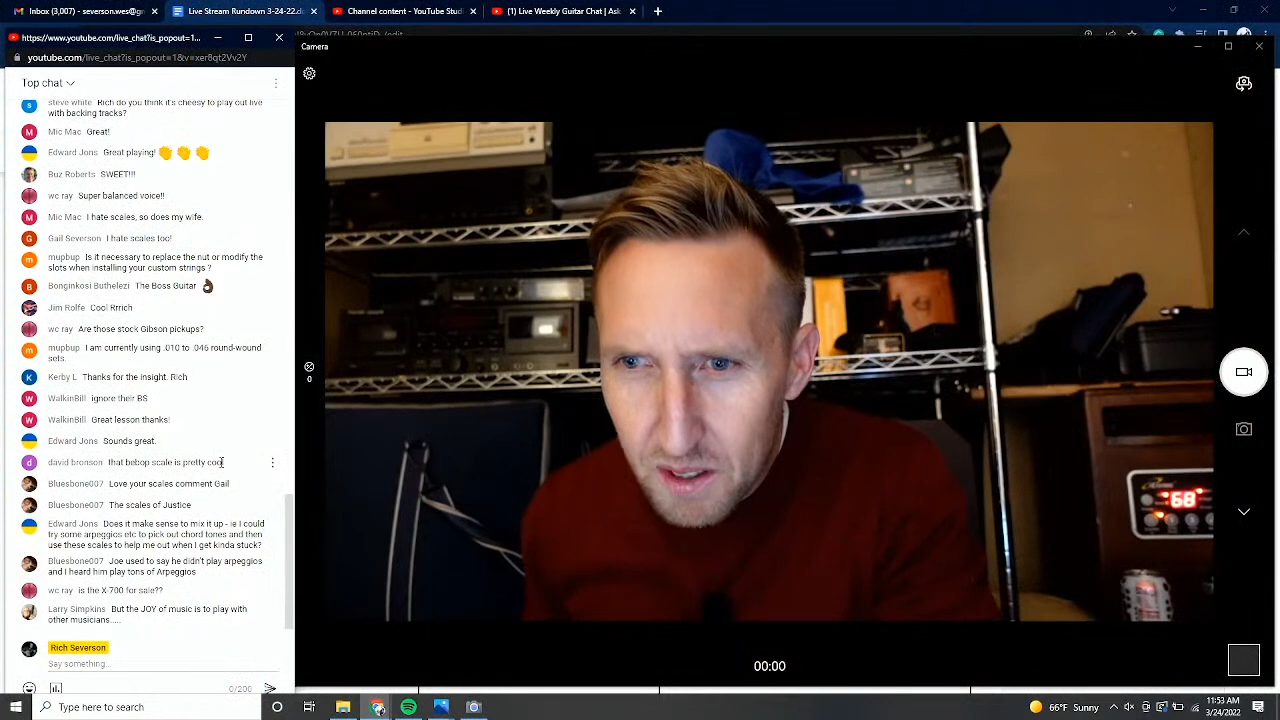 Inbox (3,007) - seversonwes@gm
Live Stream Rundown 3-24-22.
Channel content - YouTube Stud
(1) Live Weekly Guitar Chat | Ask
https://www.youtube.com/live_chat?is_popout=1...
youtube.com/live_chat?is_popout=1&v=xer8qt2Vv2Y
Camera
Top chat
steve white Rich do you think it's cheesy to play out live
with backing tracks?
Mic Mac Great!
Edward Jons Great playing! 👏 👏 👏
Buz Roberts SWEET!!!
wc ray Super balanced voice!!
Mic Mac I hate scales, so does my wife.
Gail Severson I hate scales too!
mupbup Is it necessary to replace the nut or modify the
slots when installing your custom strings ?
Bonginkosi Buthelezi The Boss Guitar 👌🏿
Jim Rolfe Cool Rrich
wc ray Are those stock Gibson pickups?
mupbup I am currently using .010 to .046 round-wound
sets.
Kerby L Thanks for the insight. Rich
WalkinBill ignore their BS.
WalkinBill Great lesson thanks!
Edward Jons Sounds great.
david bronson that bebop scale is pretty cool
Bluesbone007 Love your scales comment Gail
Bluesbone007 The scales of Justice
Edward Jons Does it make sense to mix it up - ie I could
try some arpeggios etc to pick out chord tones and then
use these scales to help me out when I get kinda stuck?
Bluesbone007 Joe used to say he didn't play arpeggios
and I heard him play tons of Arpeggios
wc ray is the X-700 for sale??
Larry Simpkins But the JOY of music is to play with
other musicians.....
Rich Severson
Say something...
0/200
0
68
00:00
Type here to search
66°F Sunny
11:53 AM
3/24/2022